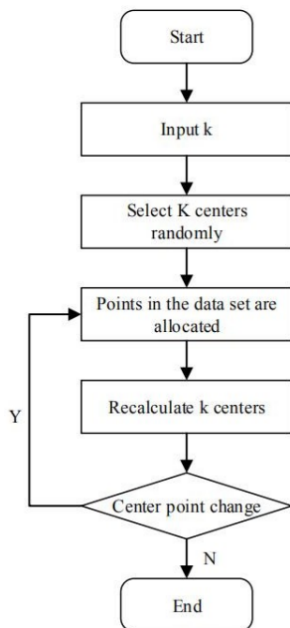 Start
Input k
Select K centers
randomly
Points in the data set are
allocated
Recalculate k centers
Y
Center point change
N
End